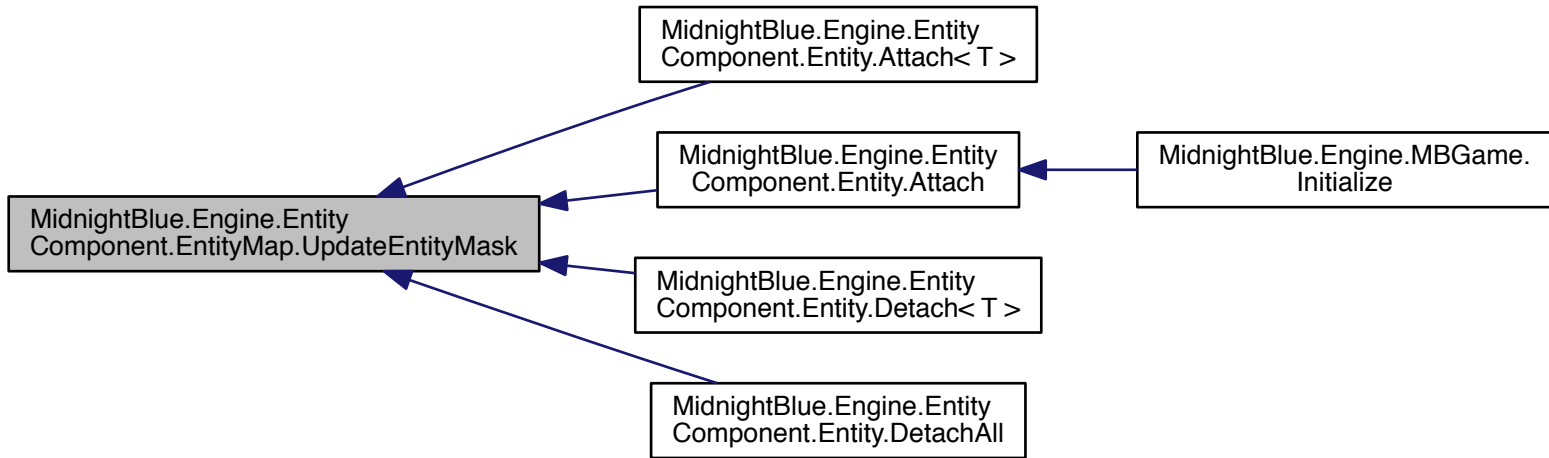 MidnightBlue.Engine.Entity
Component.Entity.Attach< T >
MidnightBlue.Engine.Entity
Component.Entity.Attach
MidnightBlue.Engine.MBGame.
Initialize
MidnightBlue.Engine.Entity
Component.EntityMap.UpdateEntityMask
MidnightBlue.Engine.Entity
Component.Entity.Detach< T >
MidnightBlue.Engine.Entity
Component.Entity.DetachAll